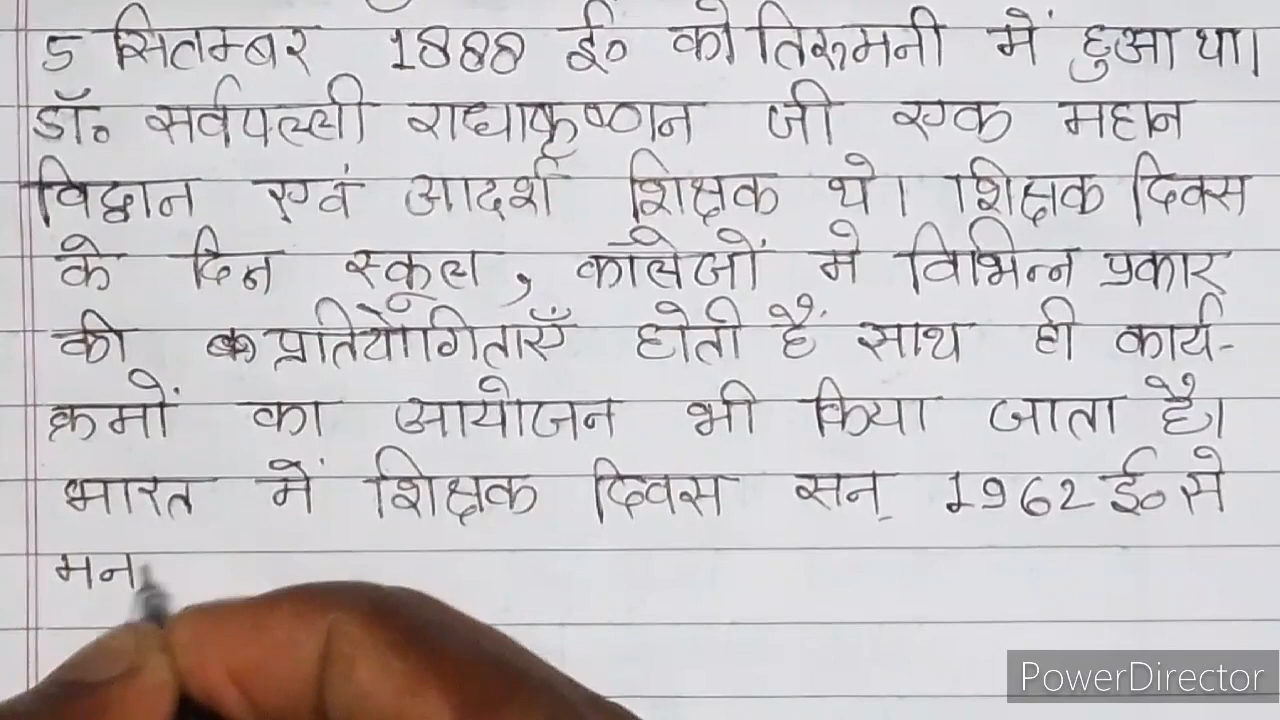 5 सितम्बर 1888 ई० को तिरुमनी में हुआ था।
डॉ० सर्वपल्ली राधाकृष्णन जी एक महान
विद्वान एवं आदर्श शिक्षक थे। शिक्षक दिवस
के दिन स्कूल, कॉलेजों मे विभिन्न प्रकार
की प्रतियोगिताएँ होती हैं साथ ही कार्य-
क्रमों का आयोजन भी किया जाता है।
भारत में शिक्षक दिवस सन् 1962 ई० से
मन
PowerDirector